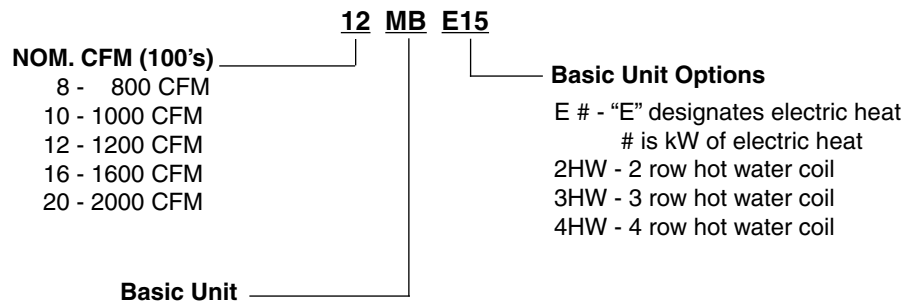 12 MB E15
NOM. CFM (100’s)
8 - 800 CFM
10 - 1000 CFM
12 - 1200 CFM
16 - 1600 CFM
20 - 2000 CFM
Basic Unit Options
E # - “E” designates electric heat
# is kW of electric heat
2HW - 2 row hot water coil
3HW - 3 row hot water coil
4HW - 4 row hot water coil
Basic Unit